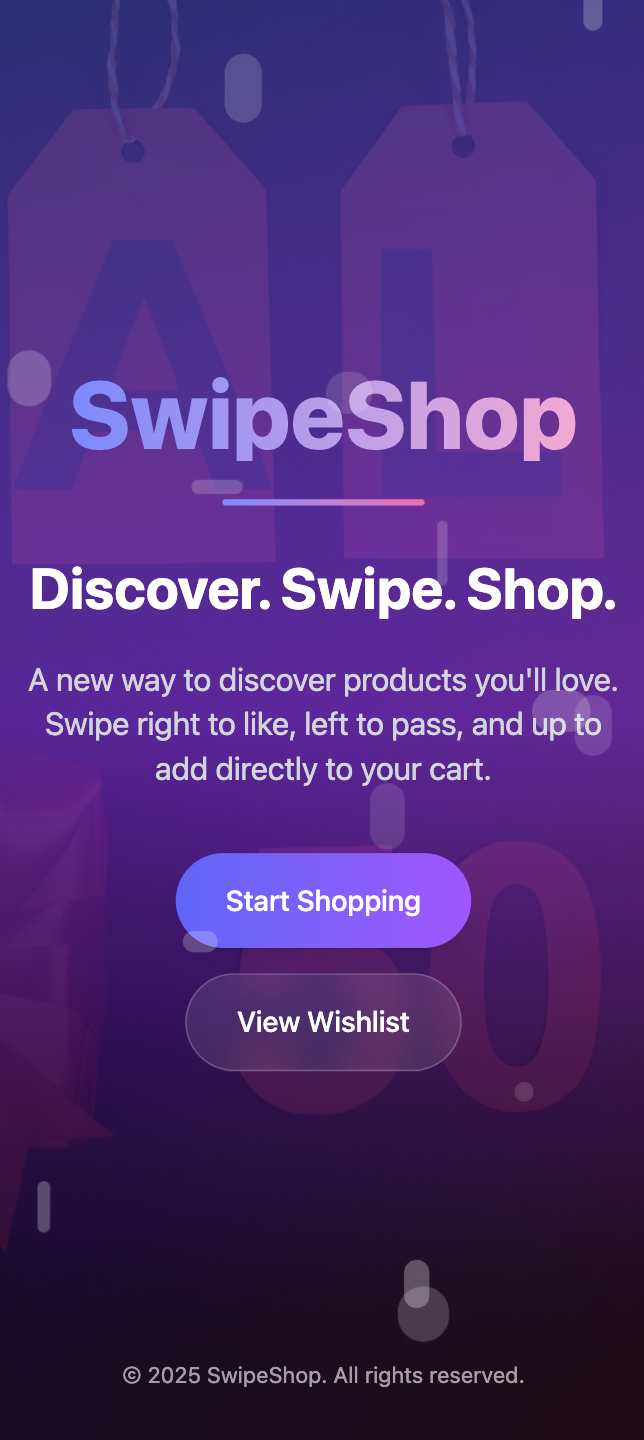 A L
SwipeShop
Discover. Swipe. Shop.
A new way to discover products you'll love.
Swipe right to like, left to pass, and up to
add directly to your cart.
Start Shopping
50
View Wishlist
© 2025 SwipeShop. All rights reserved.